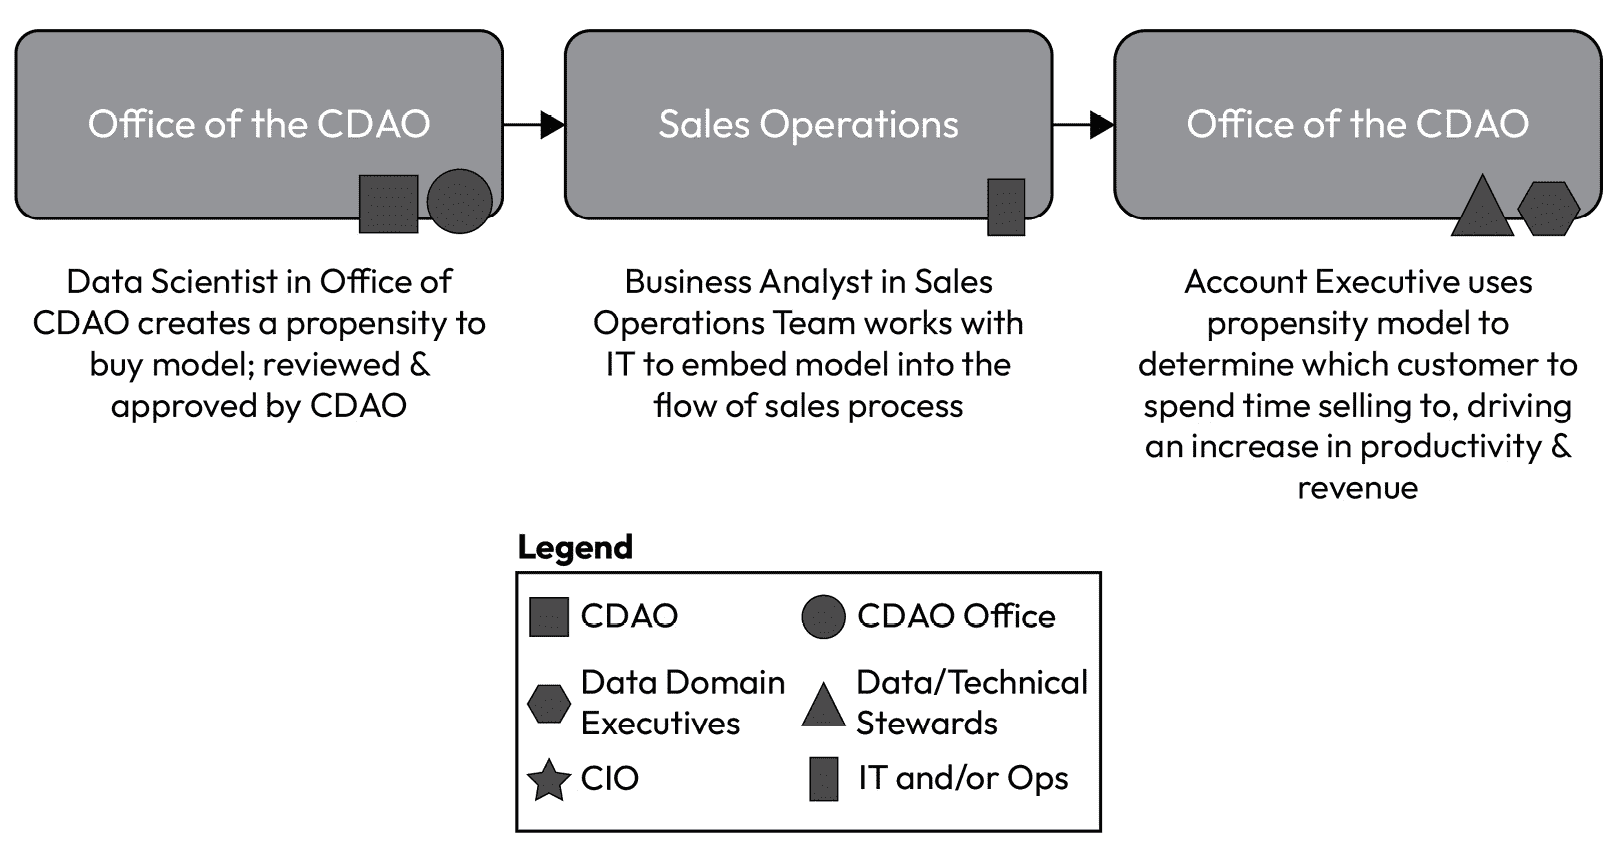 Office of the CDAO
Sales Operations
Office of the CDAO
Data Scientist in Office of
CDAO creates a propensity to
buy model; reviewed &
approved by CDAO
Business Analyst in Sales
Operations Team works with
IT to embed model into the
flow of sales process
Account Executive uses
propensity model to
determine which customer to
spend time selling to, driving
an increase in productivity &
revenue
Legend
CDAO
CDAO Office
Data Domain
Executives
Data/Technical
Stewards
CIO
IT and/or Ops